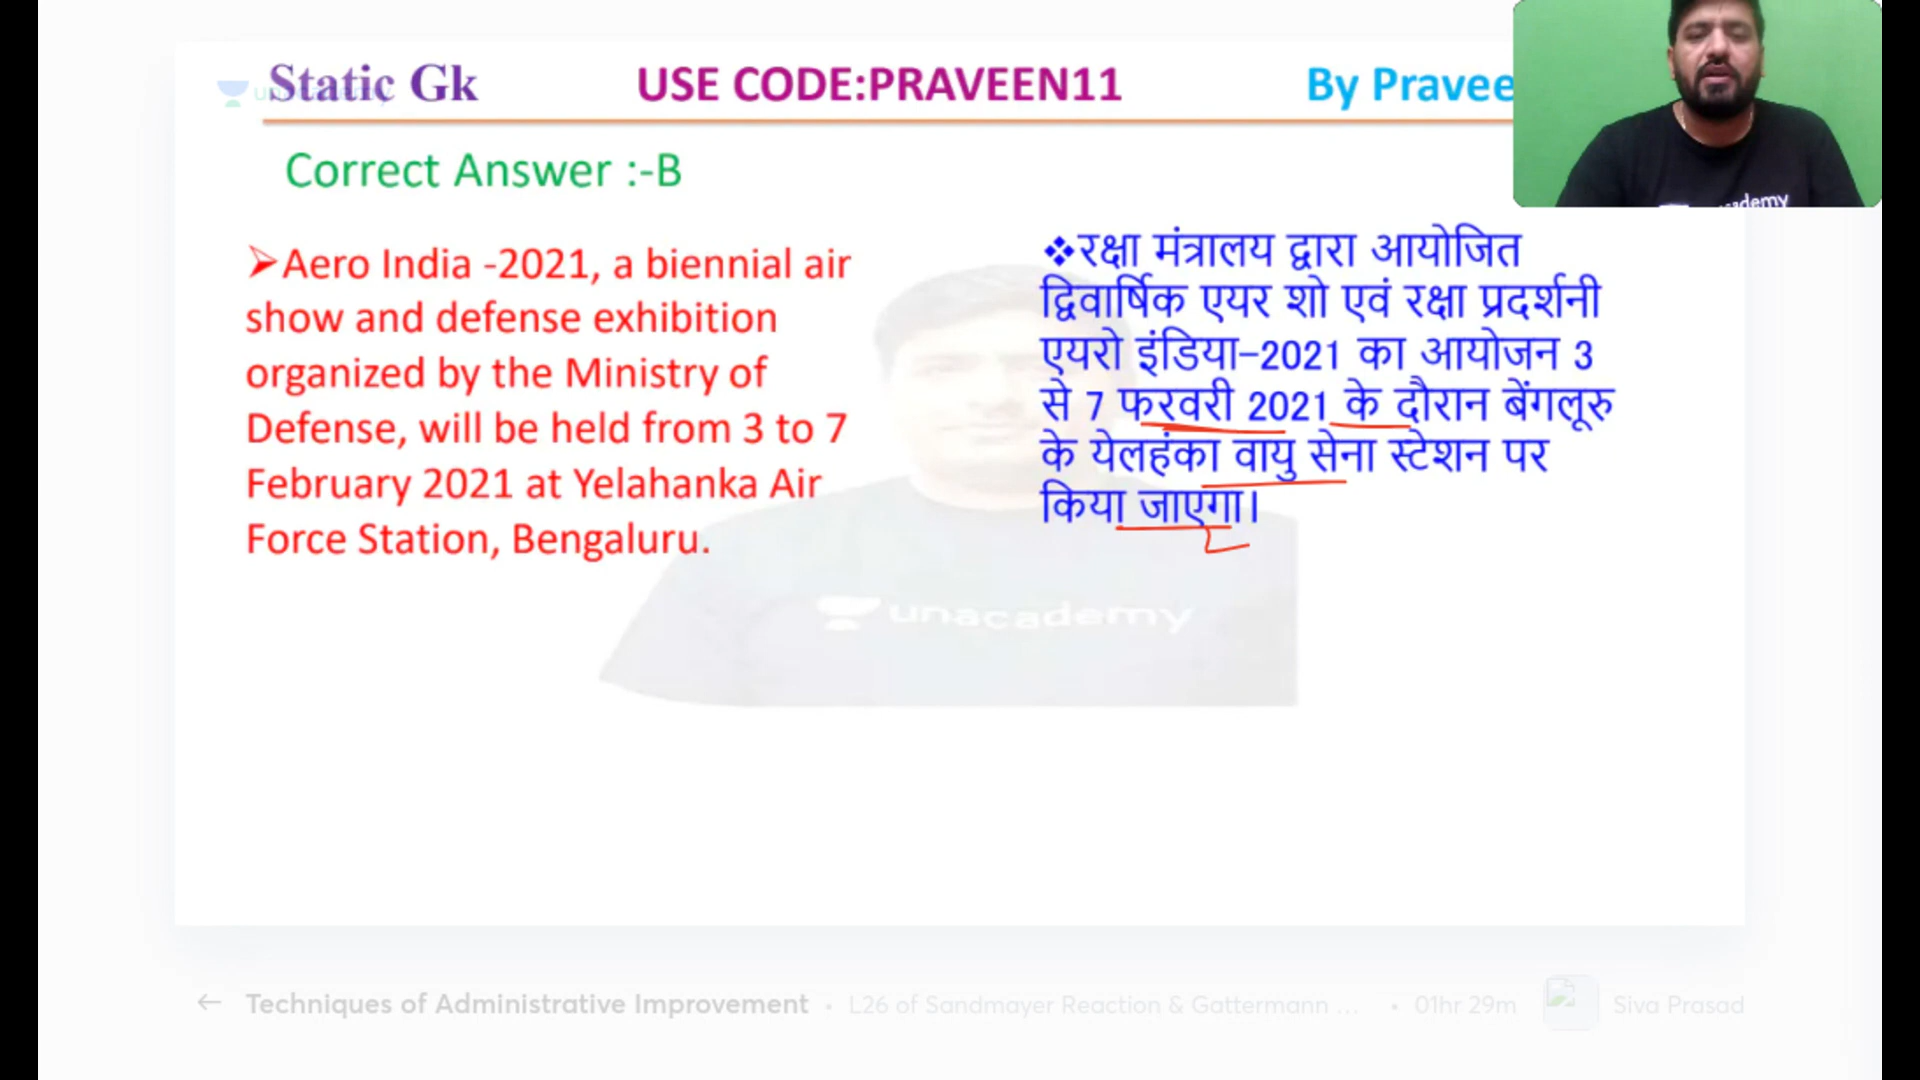 Static Gk
USE CODE:PRAVEEN11
By Pravee
Correct Answer :-B
➢Aero India -2021, a biennial air
show and defense exhibition
organized by the Ministry of
Defense, will be held from 3 to 7
February 2021 at Yelahanka Air
Force Station, Bengaluru.
❖रक्षा मंत्रालय द्वारा आयोजित
द्विवार्षिक एयर शो एवं रक्षा प्रदर्शनी
एयरो इंडिया-2021 का आयोजन 3
से 7 फरवरी 2021 के दौरान बेंगलूरु
के येलहंका वायु सेना स्टेशन पर
किया जाएगा।
unacademy
Techniques of Administrative Improvement • L26 of Sandmayer Reaction & Gattermann ... • 01hr 29m Siva Prasad